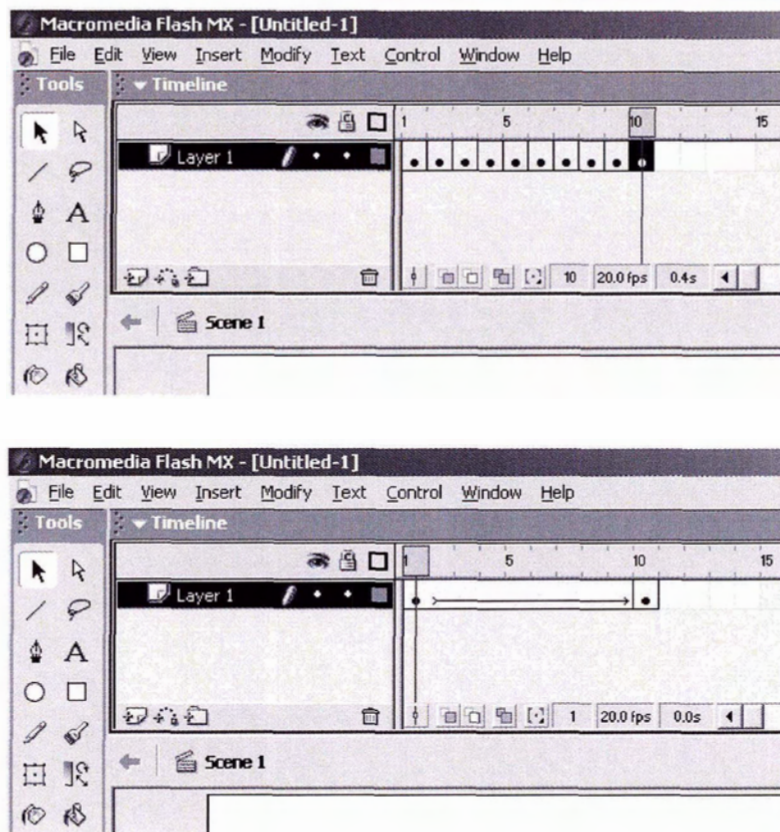 Macromedia Flash MX - [Untitled-1]
File Edit View Insert Modify Text Control Window Help
Tools Timeline
1 5 10 15
Layer 1
A
10 20.0 fps 0.4s
Scene 1
Macromedia Flash MX - [Untitled-1]
File Edit View Insert Modify Text Control Window Help
Tools Timeline
1 5 10 15
Layer 1
A
1 20.0 fps 0.0s
Scene 1